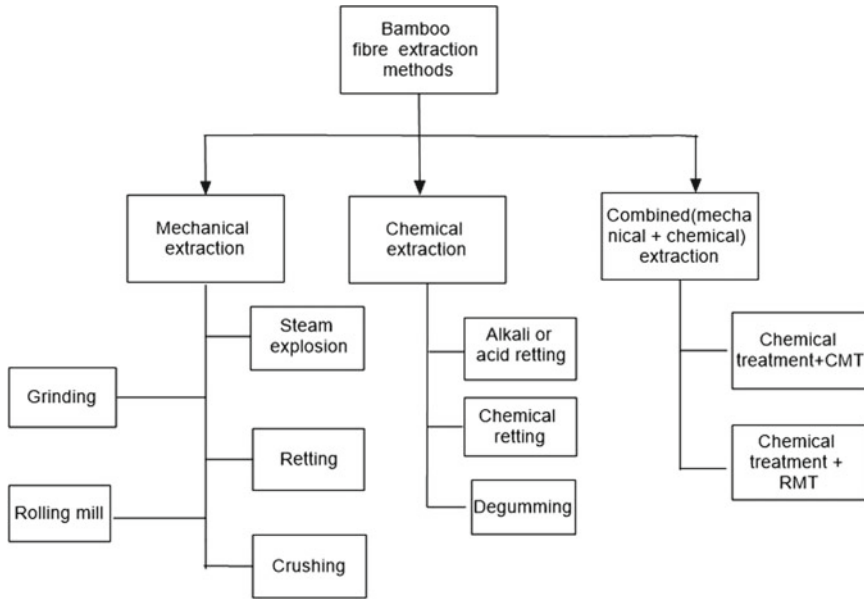 Bamboo
fibre extraction
methods
Mechanical
extraction
Chemical
extraction
Combined(mecha
nical + chemical)
extraction
Steam
explosion
Grinding
Retting
Rolling mill
Crushing
Alkali or
acid retting
Chemical
retting
Degumming
Chemical
treatment+CMT
Chemical
treatment +
RMT